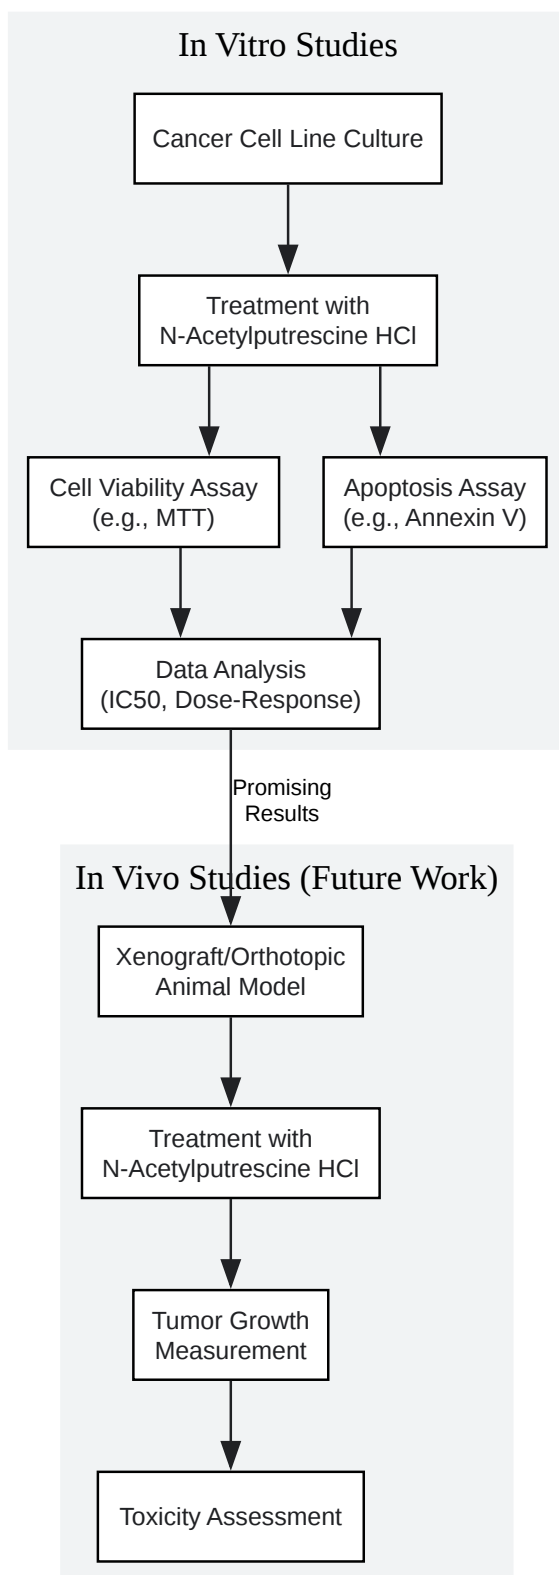 In Vitro Studies
Cancer Cell Line Culture
Treatment with
N-Acetylputrescine HCl
Cell Viability Assay
(e.g., MTT)
Apoptosis Assay
(e.g., Annexin V)
Data Analysis
(IC50, Dose-Response)
Promising
Results
In Vivo Studies (Future Work)
Xenograft/Orthotopic
Animal Model
Treatment with
N-Acetylputrescine HCl
Tumor Growth
Measurement
Toxicity Assessment